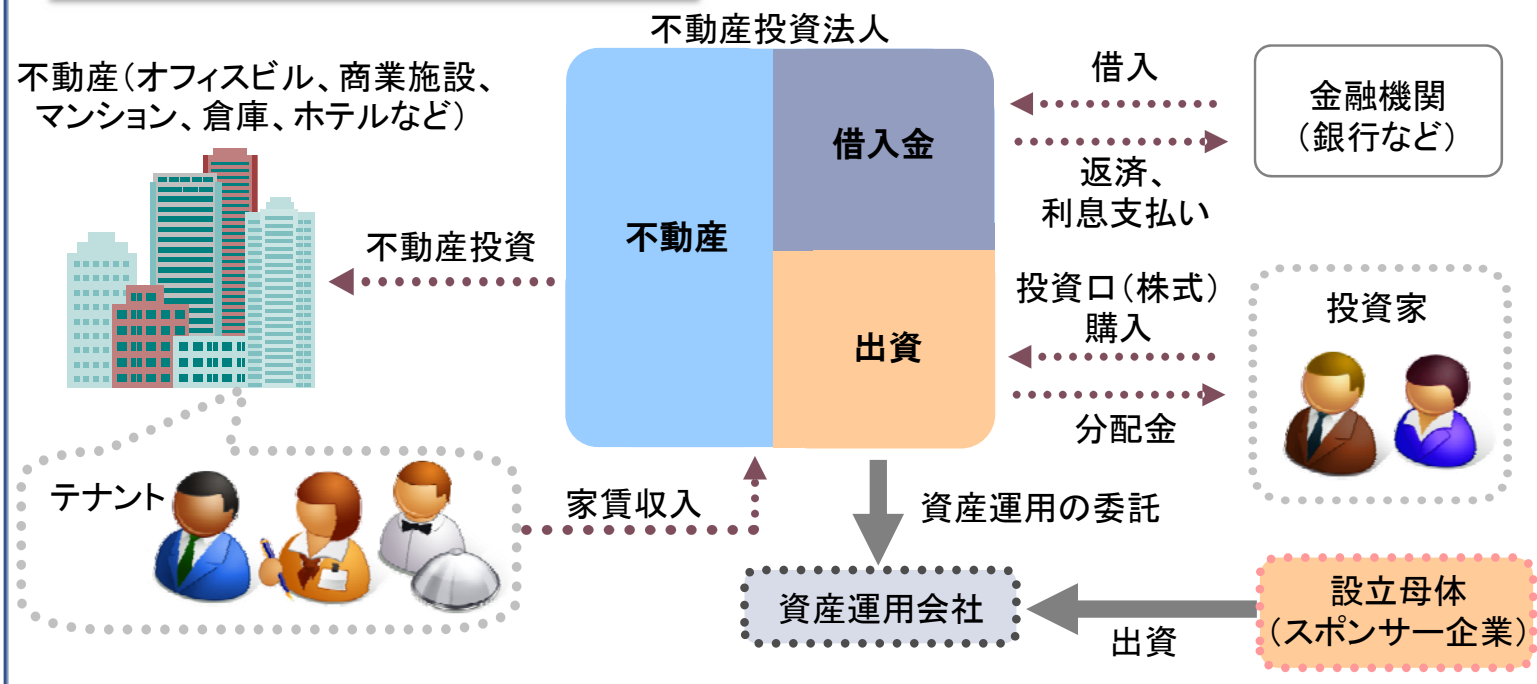 不動産投資法人
不動産(オフィスビル、商業施設、
マンション、倉庫、ホテルなど)
不動産投資
不動産
借入金
出資
借入
返済、
利息支払い
金融機関
(銀行など)
投資口(株式)
購入
分配金
投資家
テナント
家賃収入
資産運用の委託
資産運用会社
出資
設立母体
(スポンサー企業)